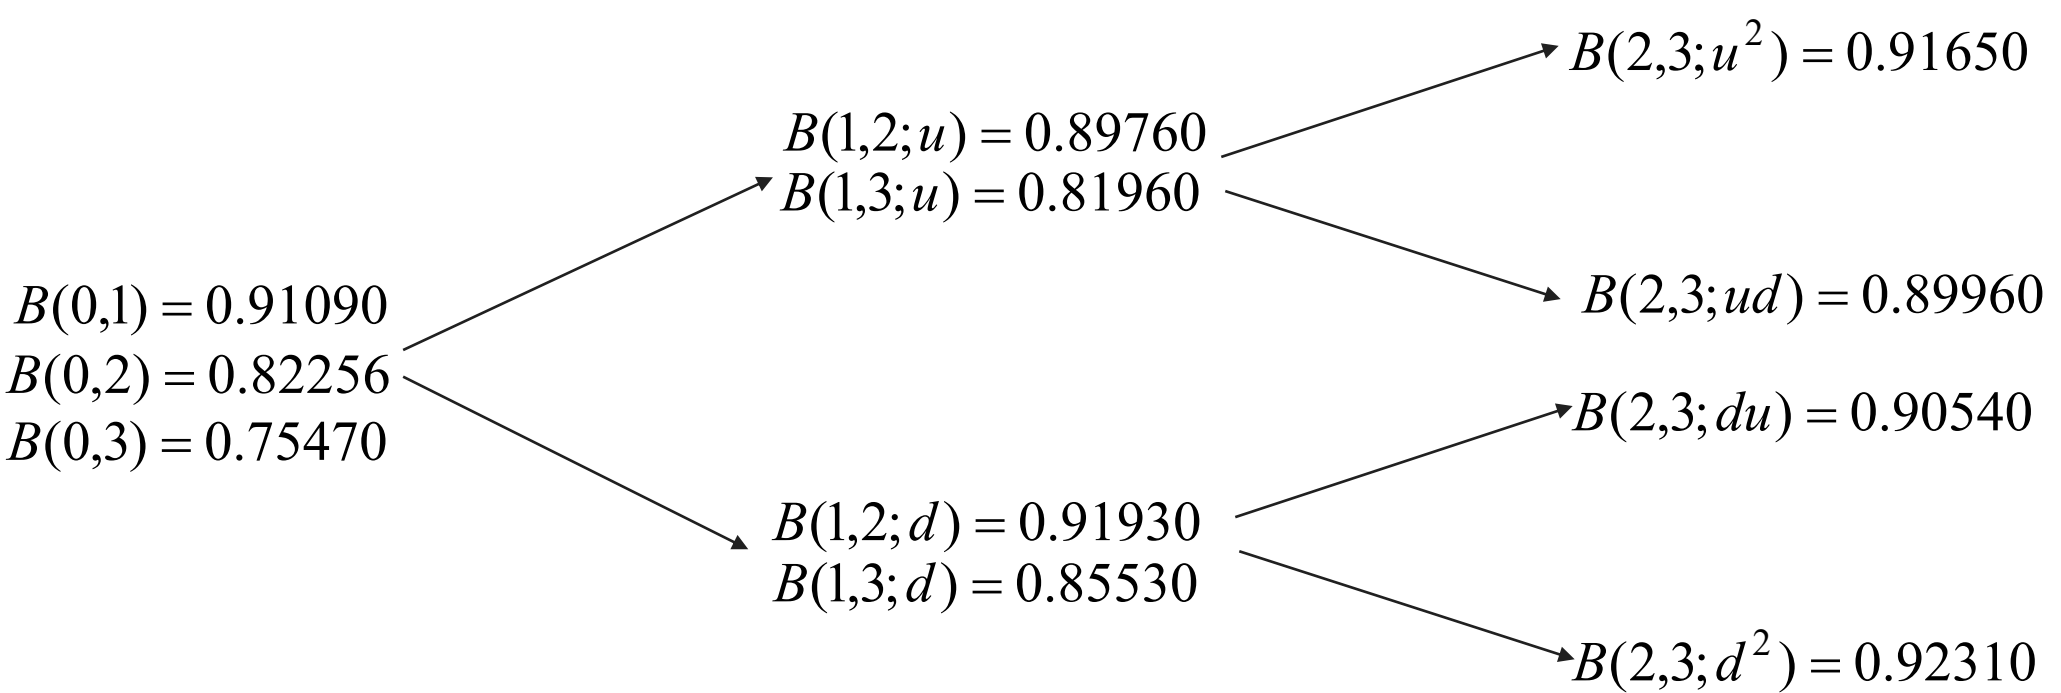 B(0,1) = 0.91090
B(0,2) = 0.82256
B(0,3) = 0.75470
B(1,2;u) = 0.89760
B(1,3;u) = 0.81960
B(1,2;d) = 0.91930
B(1,3;d) = 0.85530
B(2,3;u²) = 0.91650
B(2,3;ud) = 0.89960
B(2,3;du) = 0.90540
B(2,3;d²) = 0.92310